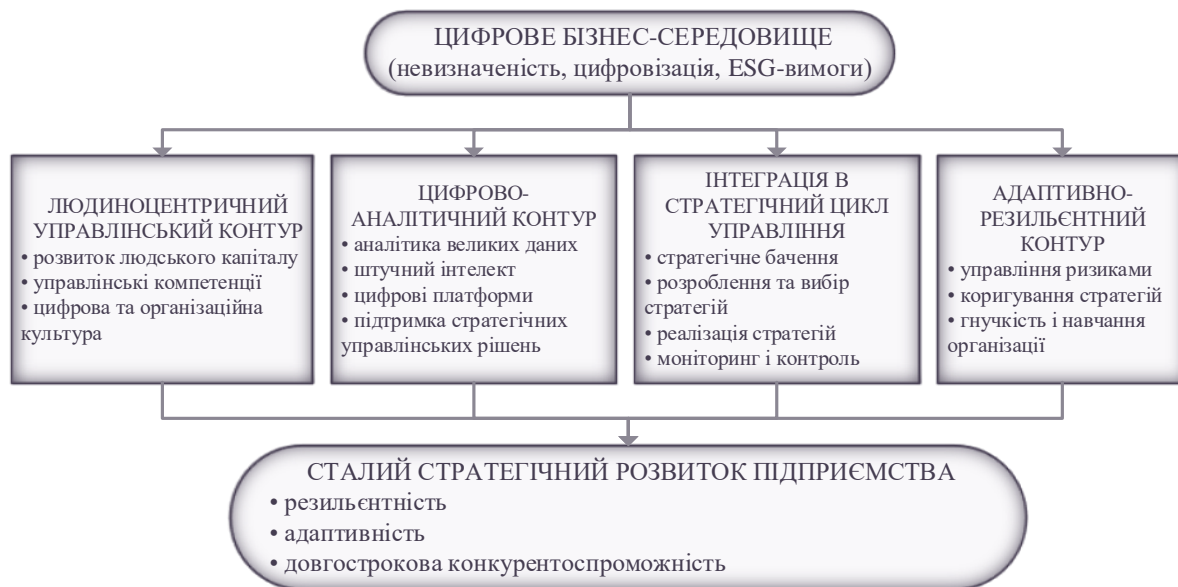 ЦИФРОВЕ БІЗНЕС-СЕРЕДОВИЩЕ
(невизначеність, цифровізація, ESG-вимоги)
ЛЮДИНОЦЕНТРИЧНИЙ
УПРАВЛІНСЬКИЙ КОНТУР
• розвиток людського капіталу
• управлінські компетенції
• цифрова та організаційна
культура
ЦИФРОВО-
АНАЛІТИЧНИЙ КОНТУР
• аналітика великих даних
• штучний інтелект
• цифрові платформи
• підтримка стратегічних
управлінських рішень
ІНТЕГРАЦІЯ В
СТРАТЕГІЧНИЙ ЦИКЛ
УПРАВЛІННЯ
• стратегічне бачення
• розроблення та вибір
стратегій
• реалізація стратегій
• моніторинг і контроль
АДАПТИВНО-
РЕЗИЛЬЄНТНИЙ
КОНТУР
• управління ризиками
• коригування стратегій
• гнучкість і навчання
організації
СТАЛИЙ СТРАТЕГІЧНИЙ РОЗВИТОК ПІДПРИЄМСТВА
• резильєнтність
• адаптивність
• довгострокова конкурентоспроможність